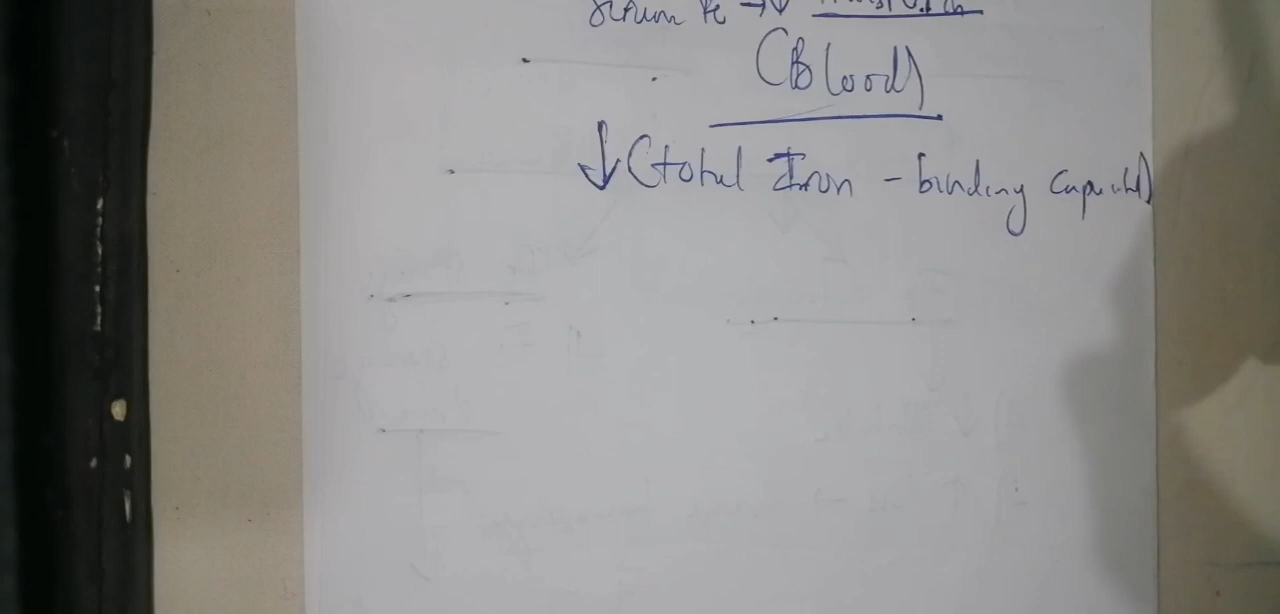 Serum Fe →↓
(Blood)
↓ (total Iron - binding capacity)